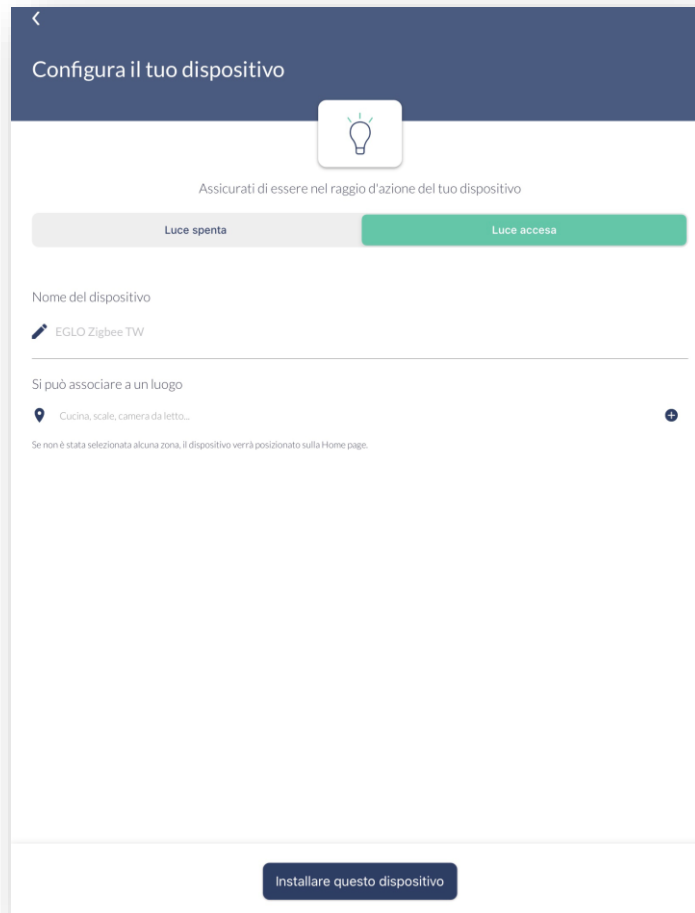 Configura il tuo dispositivo
Assicurati di essere nel raggio d'azione del tuo dispositivo
Luce spenta
Luce accesa
Nome del dispositivo
EGLO Zigbee TW
Si può associare a un luogo
Cucina, scale, camera da letto...
Se non è stata selezionata alcuna zona, il dispositivo verrà posizionato sulla Home page.
Installare questo dispositivo